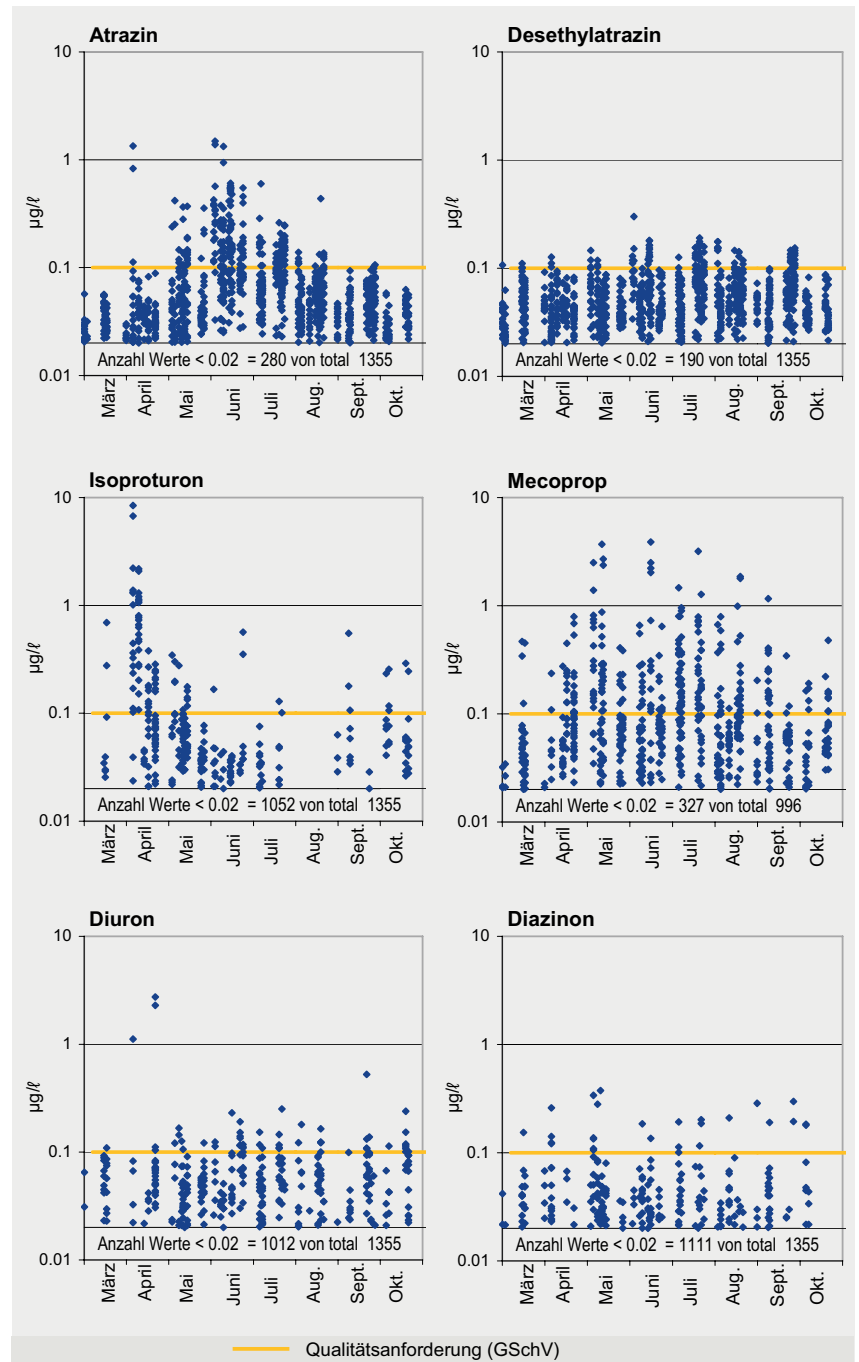 Atrazin
10
1
0.1
0.01
µg/ℓ
Anzahl Werte < 0.02 = 280 von total 1355
März
April
Mai
Juni
Juli
Aug.
Sept.
Okt.
Desethylatrazin
10
1
0.1
0.01
µg/ℓ
Anzahl Werte < 0.02 = 190 von total 1355
März
April
Mai
Juni
Juli
Aug.
Sept.
Okt.
Isoproturon
10
1
0.1
0.01
µg/ℓ
Anzahl Werte < 0.02 = 1052 von total 1355
März
April
Mai
Juni
Juli
Aug.
Sept.
Okt.
Mecoprop
10
1
0.1
0.01
µg/ℓ
Anzahl Werte < 0.02 = 327 von total 996
März
April
Mai
Juni
Juli
Aug.
Sept.
Okt.
Diuron
10
1
0.1
0.01
µg/ℓ
Anzahl Werte < 0.02 = 1012 von total 1355
März
April
Mai
Juni
Juli
Aug.
Sept.
Okt.
Diazinon
10
1
0.1
0.01
µg/ℓ
Anzahl Werte < 0.02 = 1111 von total 1355
März
April
Mai
Juni
Juli
Aug.
Sept.
Okt.
Qualitätsanforderung (GSchV)